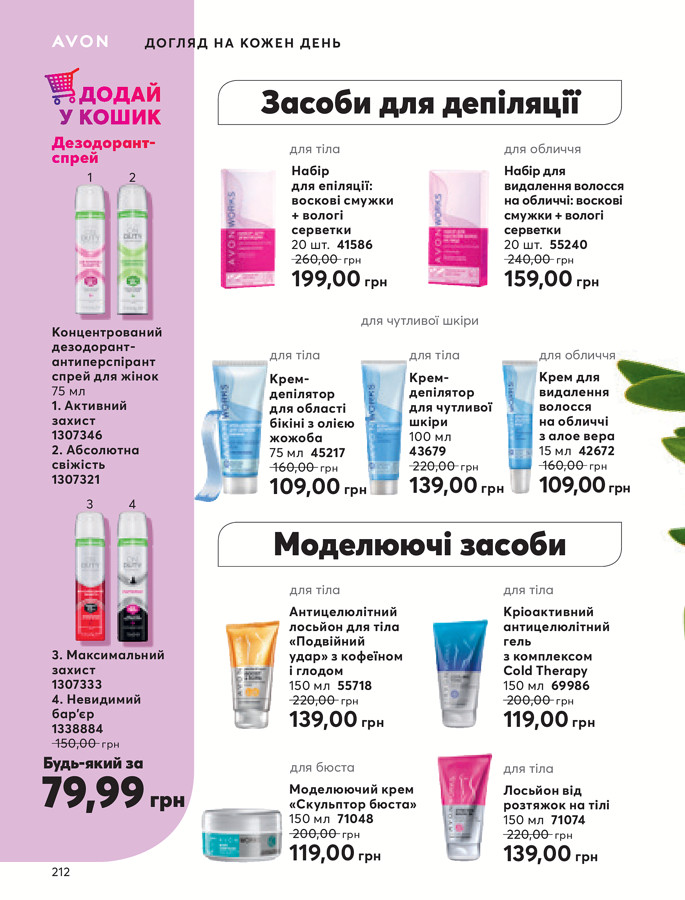 AVON
ДОГЛЯД НА КОЖЕН ДЕНЬ
ДОДАЙ
У КОШИК
Дезодорант-
спрей
1
2
ON
DUTY
Концентрований
дезодорант-
антиперспірант
спрей для жінок
75 мл
1. Активний
захист
1307346
2. Абсолютна
свіжість
1307321
3
4
3. Максимальний
захист
1307333
4. Невидимий
бар’єр
1338884
150,00 грн
Будь-який за
79,99 грн
Засоби для депіляції
для тіла
AVON WORKS
Набір
для епіляції:
воскові смужки
+ вологі
серветки
20 шт. 41586
260,00 грн
199,00 грн
для обличчя
AVON WORKS
Набір для
видалення волосся
на обличчі: воскові
смужки + вологі
серветки
20 шт. 55240
240,00 грн
159,00 грн
для чутливої шкіри
для тіла
WORKS
Крем-
депілятор
для області
бікіні з олією
жожоба
75 мл 45217
160,00 грн
109,00 грн
для тіла
WORKS
Крем-
депілятор
для чутливої
шкіри
100 мл
43679
220,00 грн
139,00 грн
для обличчя
WORKS
Крем для
видалення
волосся
на обличчі
з алое вера
15 мл 42672
160,00 грн
109,00 грн
Моделюючі засоби
для тіла
Антицелюлітний
лосьйон для тіла
«Подвійний
удар» з кофеїном
і глодом
150 мл 55718
220,00 грн
139,00 грн
для тіла
Кріоактивний
антицелюлітний
гель
з комплексом
Cold Therapy
150 мл 69986
200,00 грн
119,00 грн
для бюста
Моделюючий крем
«Скульптор бюста»
150 мл 71048
200,00 грн
119,00 грн
для тіла
Лосьйон від
розтяжок на тілі
150 мл 71074
220,00 грн
139,00 грн
212